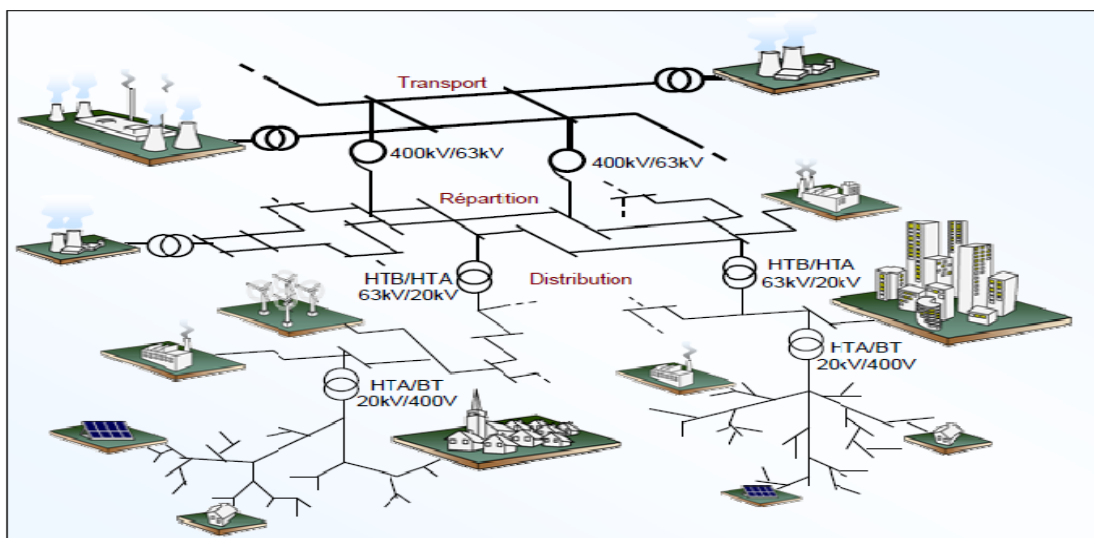 Transport
400kV/63kV
400kV/63kV
Répartition
HTB/HTA
63kV/20kV
Distribution
HTB/HTA
63kV/20kV
HTA/BT
20kV/400V
HTA/BT
20kV/400V